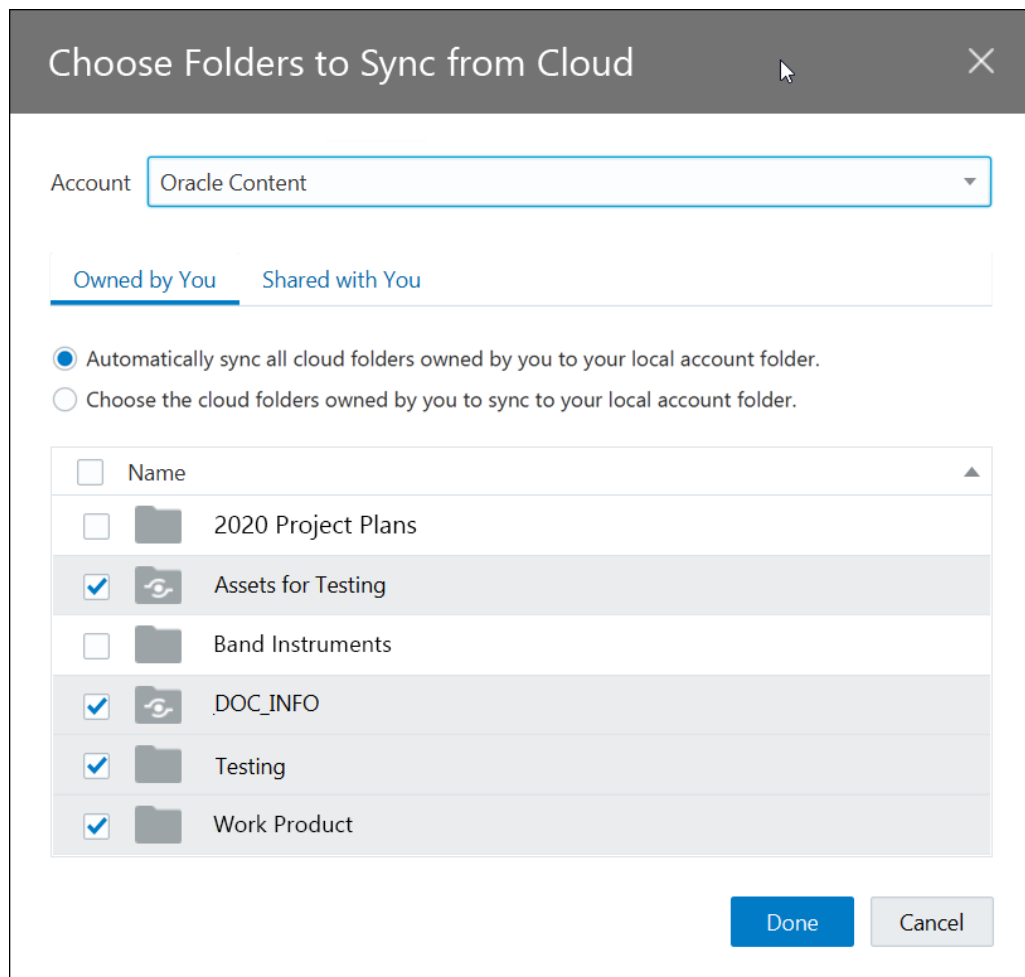 Choose Folders to Sync from Cloud
Account Oracle Content
Owned by You Shared with You
Automatically sync all cloud folders owned by you to your local account folder.
Choose the cloud folders owned by you to sync to your local account folder.
Name
2020 Project Plans
Assets for Testing
Band Instruments
DOC_INFO
Testing
Work Product
Done Cancel